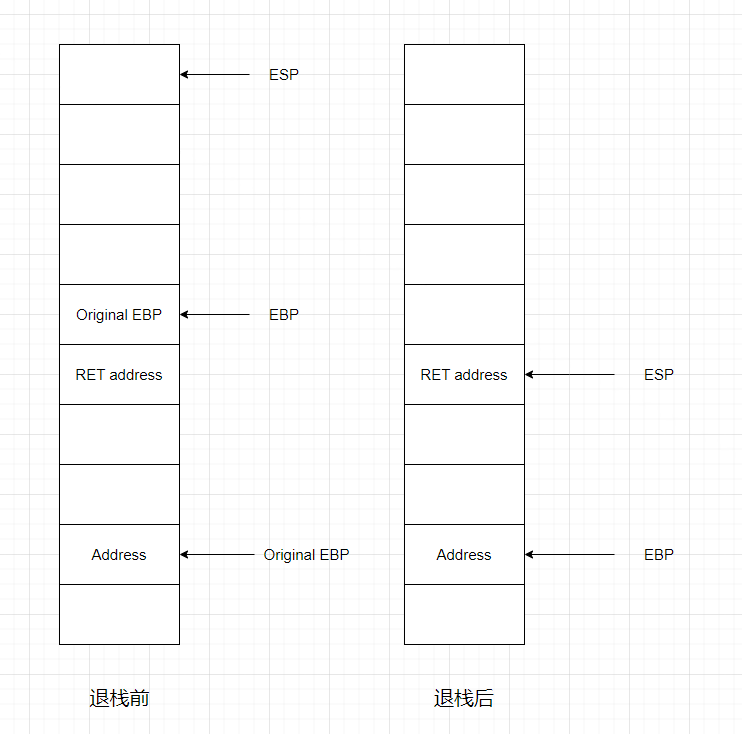 ESP
Original EBP
EBP
RET address
Address
Original EBP
退栈前
RET address
ESP
Address
EBP
退栈后